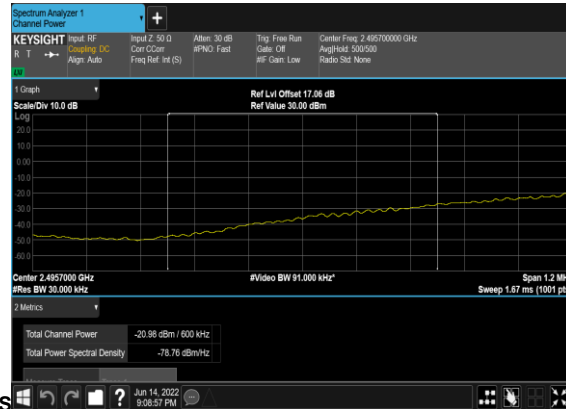 Spectrum Analyzer 1
Channel Power
KEYSIGHT Input: RF Input Z: 50 Ω Atten: 30 dB Trig: Free Run Center Freq: 2.495700000 GHz
R T Coupling: DC Corr CCorr #PNO: Fast Gate: Off Avg|Hold: 500/500
Align: Auto Freq Ref: Int (S) #IF Gain: Low Radio Std: None
1 Graph Ref Lvl Offset 17.06 dB
Scale/Div 10.0 dB Ref Value 30.00 dBm
Log
20.0
10.0
0.00
-10.0
-20.0
-30.0
-40.0
-50.0
-60.0
Center 2.4957000 GHz #Video BW 91.000 kHz* Span 1.2 MH
#Res BW 30.000 kHz Sweep 1.67 ms (1001 pts
2 Metrics
Total Channel Power -20.98 dBm / 600 kHz
Total Power Spectral Density -78.76 dBm/Hz
s ? Jun 14, 2022
9:08:57 PM